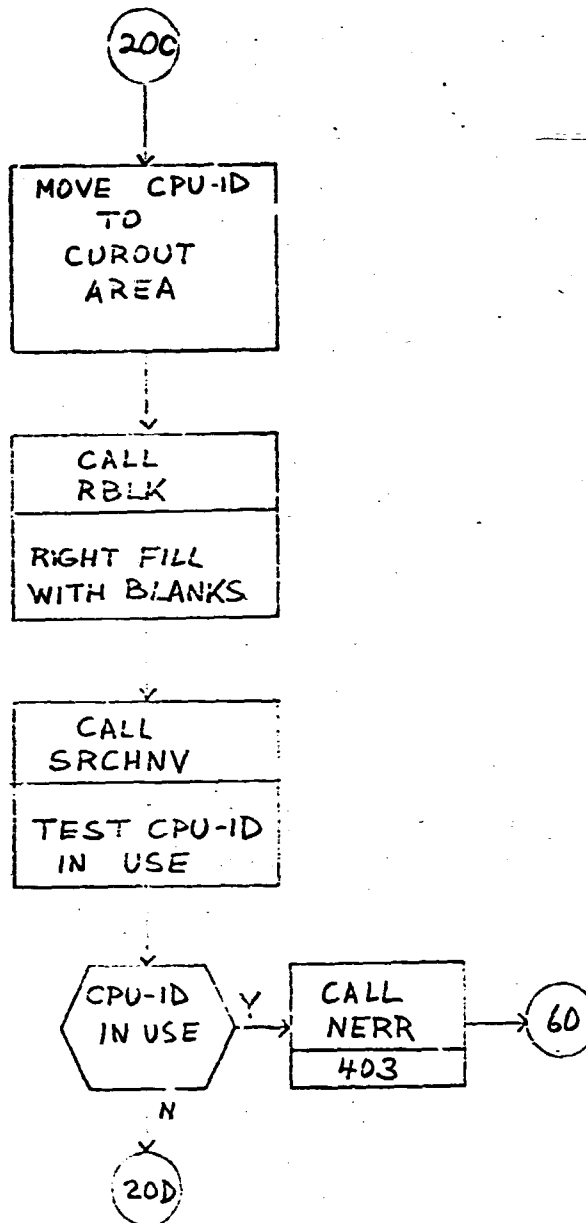 20C
MOVE CPU-ID
TO
CUROUT
AREA
CALL
RBLK
RIGHT FILL
WITH BLANKS
CALL
SRCHNV
TEST CPU-ID
IN USE
CPU-ID
IN USE
Y
CALL
NERR
403
60
N
20D